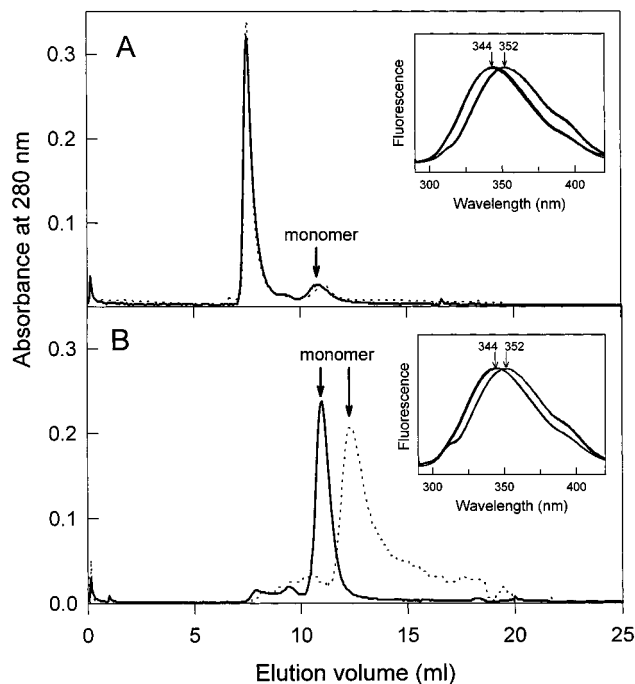 A
0.3
0.2
0.1
Absorbance at 280 nm
monomer
344 352
Fluorescence
300 350 400
Wavelength (nm)
B
0.3
0.2
0.1
0.0
monomer
344 352
Fluorescence
300 350 400
Wavelength (nm)
0 5 10 15 20 25
Elution volume (ml)